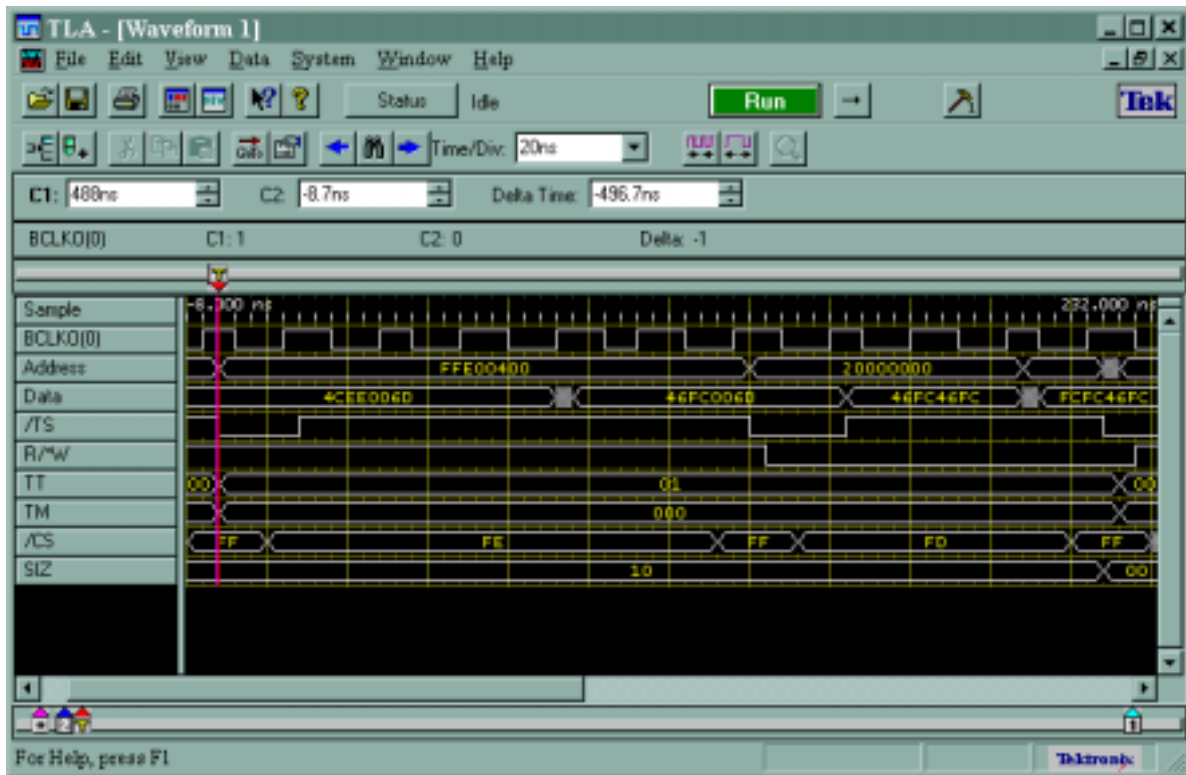 TLA - [Waveform 1]
File Edit View Data System Window Help
Status Idle Run Tek
Time/Div: 20ns
C1: 488ns C2: -8.7ns Delta Time: -496.7ns
BCLKO(0) C1: 1 C2: 0 Delta: -1
Sample -8.000 ns 232.000 ns
BCLKO(0)
Address FFE00400 20000000
Data 4CEE006D 46FC006D 46FC46FC FCFC46FC
/TS
R/*W
TT 00 01 00
TM 000
/CS FF FE FF FD FF
SIZ 10 00
For Help, press F1 Tektronix